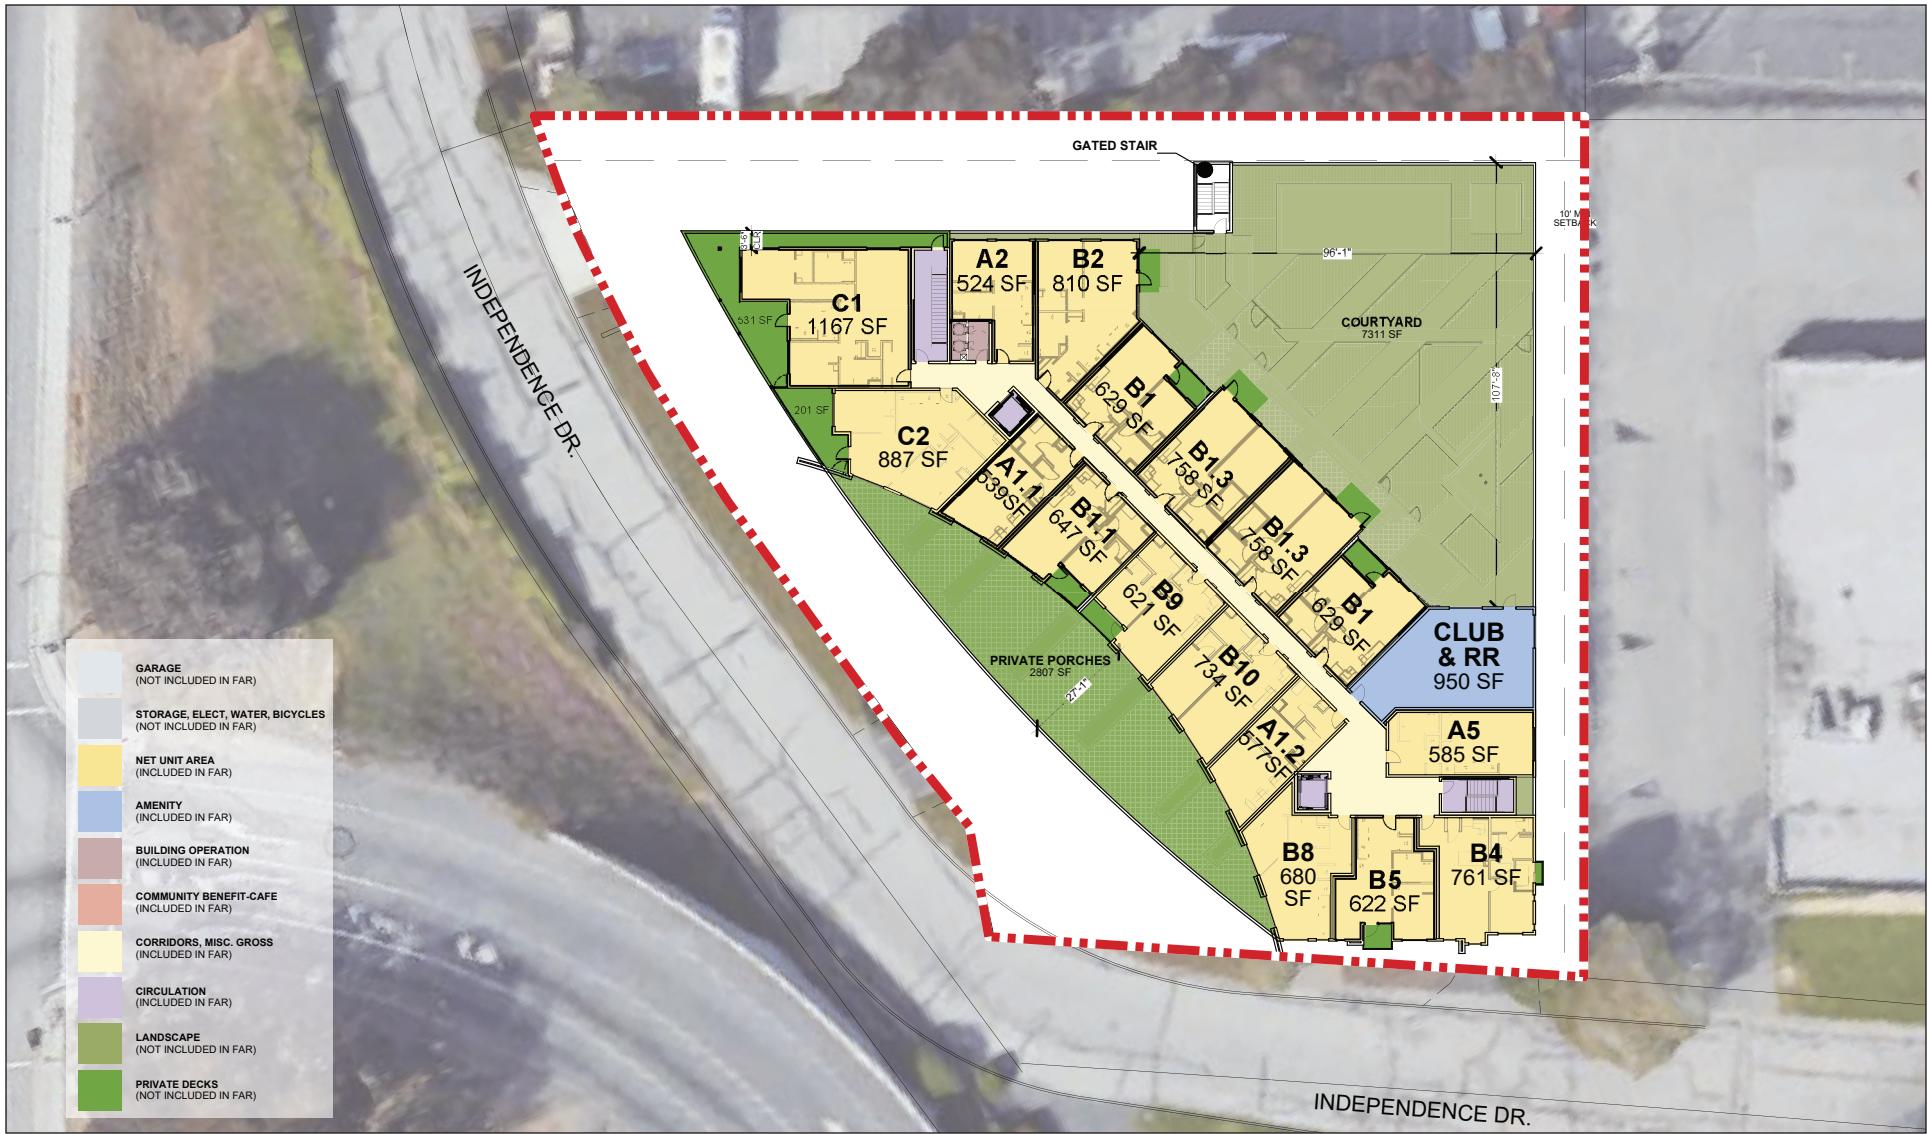 GATED STAIR
10' MIN
SETBACK
3'-6"
CLR
96'-1"
107'-8"
COURTYARD
7311 SF
INDEPENDENCE DR.
531 SF
C1
1167 SF
A2
524 SF
B2
810 SF
201 SF
C2
887 SF
A1.1
539SF
B1
629 SF
B1.3
758 SF
B1.1
647 SF
B1.3
758 SF
B9
621 SF
B1
629 SF
B10
734 SF
A1.2
577SF
CLUB
& RR
950 SF
A5
585 SF
PRIVATE PORCHES
2807 SF
27'-1"
B8
680
SF
B5
622 SF
B4
761 SF
GARAGE
(NOT INCLUDED IN FAR)
STORAGE, ELECT, WATER, BICYCLES
(NOT INCLUDED IN FAR)
NET UNIT AREA
(INCLUDED IN FAR)
AMENITY
(INCLUDED IN FAR)
BUILDING OPERATION
(INCLUDED IN FAR)
COMMUNITY BENEFIT-CAFE
(INCLUDED IN FAR)
CORRIDORS, MISC. GROSS
(INCLUDED IN FAR)
CIRCULATION
(INCLUDED IN FAR)
LANDSCAPE
(NOT INCLUDED IN FAR)
PRIVATE DECKS
(NOT INCLUDED IN FAR)
INDEPENDENCE DR.